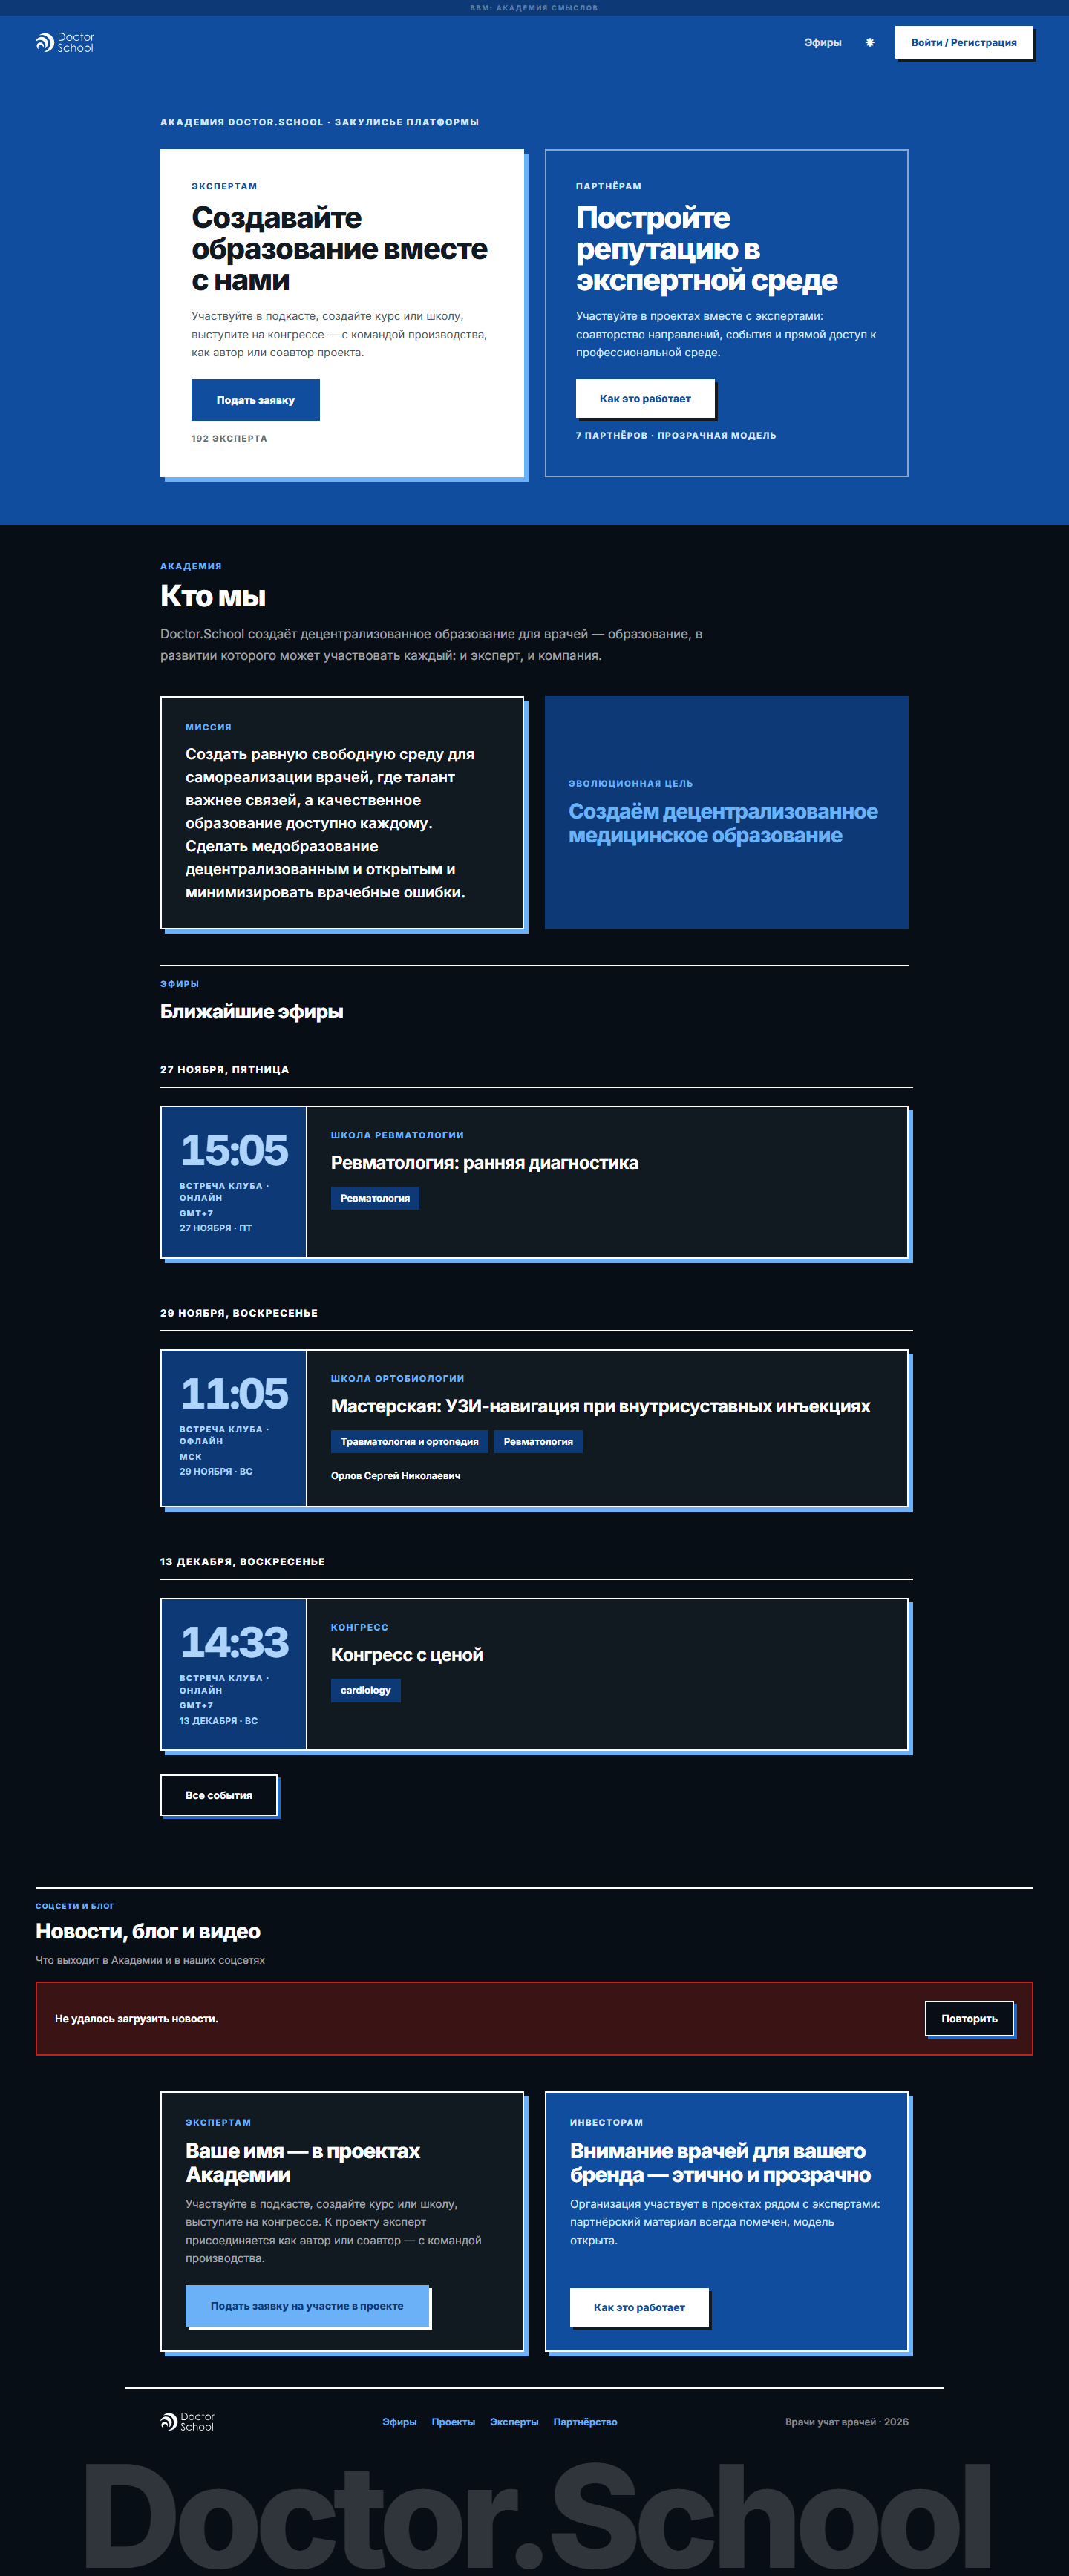 BBM: АКАДЕМИЯ СМЫСЛОВ
Doctor
School
Эфиры
Войти / Регистрация
АКАДЕМИЯ DOCTOR.SCHOOL · ЗАКУЛИСЬЕ ПЛАТФОРМЫ
ЭКСПЕРТАМ
Создавайте
образование вместе
с нами
Участвуйте в подкасте, создайте курс или школу,
выступите на конгрессе — с командой производства,
как автор или соавтор проекта.
Подать заявку
192 ЭКСПЕРТА
ПАРТНЁРАМ
Постройте
репутацию в
экспертной среде
Участвуйте в проектах вместе с экспертами:
соавторство направлений, события и прямой доступ к
профессиональной среде.
Как это работает
7 ПАРТНЁРОВ · ПРОЗРАЧНАЯ МОДЕЛЬ
АКАДЕМИЯ
Кто мы
Doctor.School создаёт децентрализованное образование для врачей — образование, в
развитии которого может участвовать каждый: и эксперт, и компания.
МИССИЯ
Создать равную свободную среду для
самореализации врачей, где талант
важнее связей, а качественное
образование доступно каждому.
Сделать медобразование
децентрализованным и открытым и
минимизировать врачебные ошибки.
ЭВОЛЮЦИОННАЯ ЦЕЛЬ
Создаём децентрализованное
медицинское образование
ЭФИРЫ
Ближайшие эфиры
27 НОЯБРЯ, ПЯТНИЦА
15:05
ВСТРЕЧА КЛУБА ·
ОНЛАЙН
GMT+7
27 НОЯБРЯ · ПТ
ШКОЛА РЕВМАТОЛОГИИ
Ревматология: ранняя диагностика
Ревматология
29 НОЯБРЯ, ВОСКРЕСЕНЬЕ
11:05
ВСТРЕЧА КЛУБА ·
ОФЛАЙН
МСК
29 НОЯБРЯ · ВС
ШКОЛА ОРТОБИОЛОГИИ
Мастерская: УЗИ-навигация при внутрисуставных инъекциях
Травматология и ортопедия
Ревматология
Орлов Сергей Николаевич
13 ДЕКАБРЯ, ВОСКРЕСЕНЬЕ
14:33
ВСТРЕЧА КЛУБА ·
ОНЛАЙН
GMT+7
13 ДЕКАБРЯ · ВС
КОНГРЕСС
Конгресс с ценой
cardiology
Все события
СОЦСЕТИ И БЛОГ
Новости, блог и видео
Что выходит в Академии и в наших соцсетях
Не удалось загрузить новости.
Повторить
ЭКСПЕРТАМ
Ваше имя — в проектах
Академии
Участвуйте в подкасте, создайте курс или школу,
выступите на конгрессе. К проекту эксперт
присоединяется как автор или соавтор — с командой
производства.
Подать заявку на участие в проекте
ИНВЕСТОРАМ
Внимание врачей для вашего
бренда — этично и прозрачно
Организация участвует в проектах рядом с экспертами:
партнёрский материал всегда помечен, модель
открыта.
Как это работает
Doctor
School
Эфиры
Проекты
Эксперты
Партнёрство
Врачи учат врачей · 2026
Doctor.School